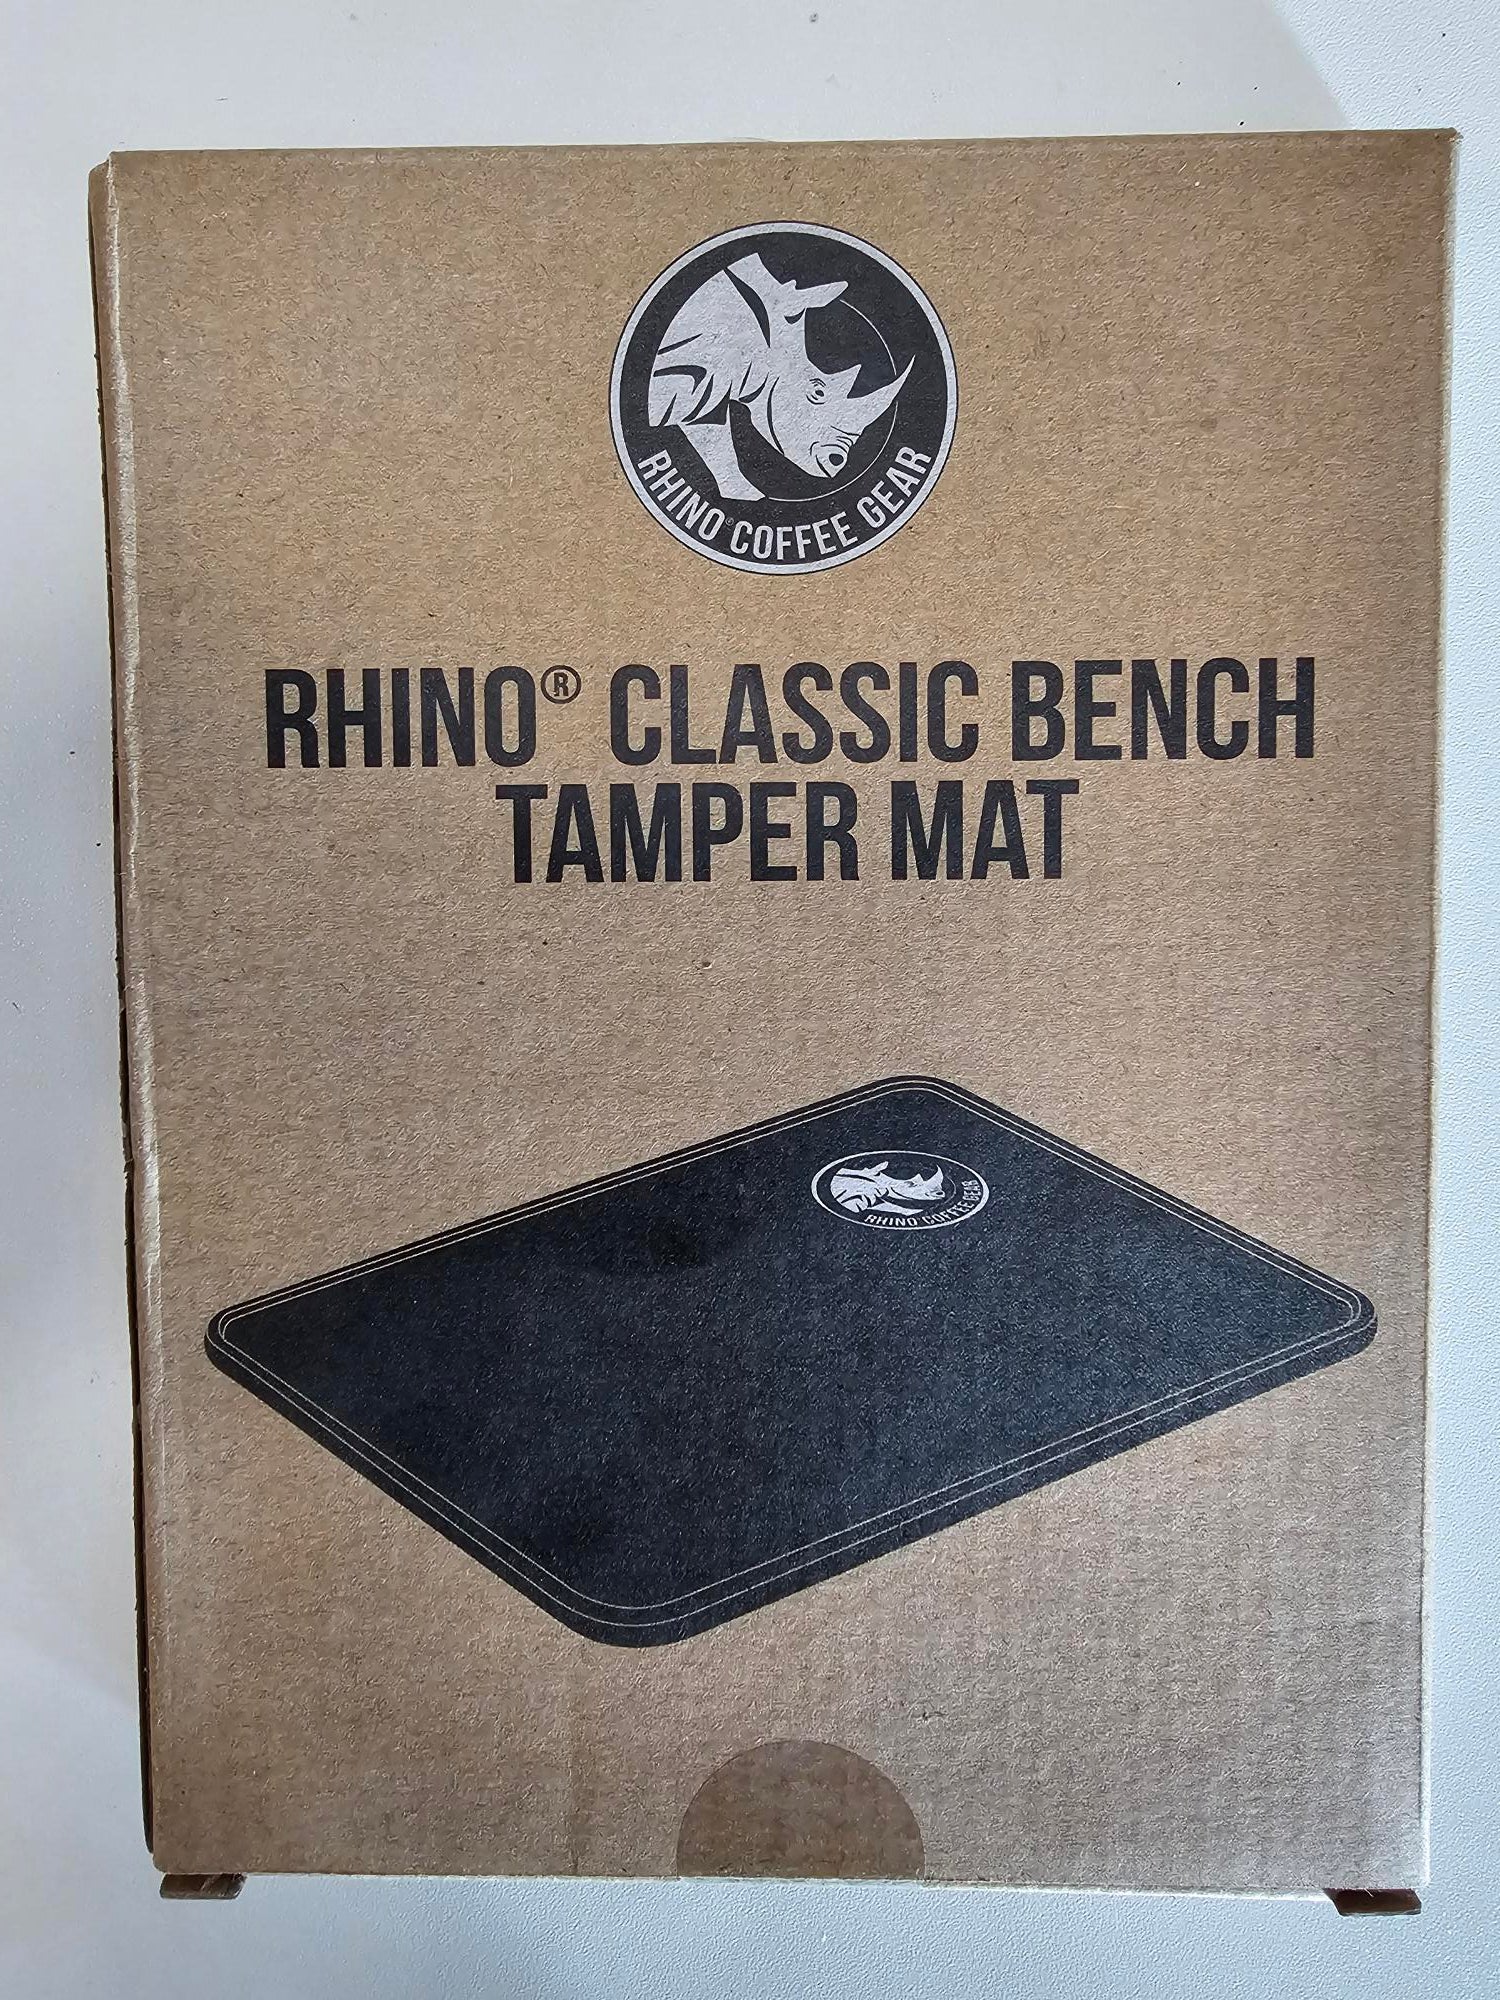 RHINO® COFFEE GEAR
RHINO® CLASSIC BENCH
TAMPER MAT
RHINO COFFEE GEAR